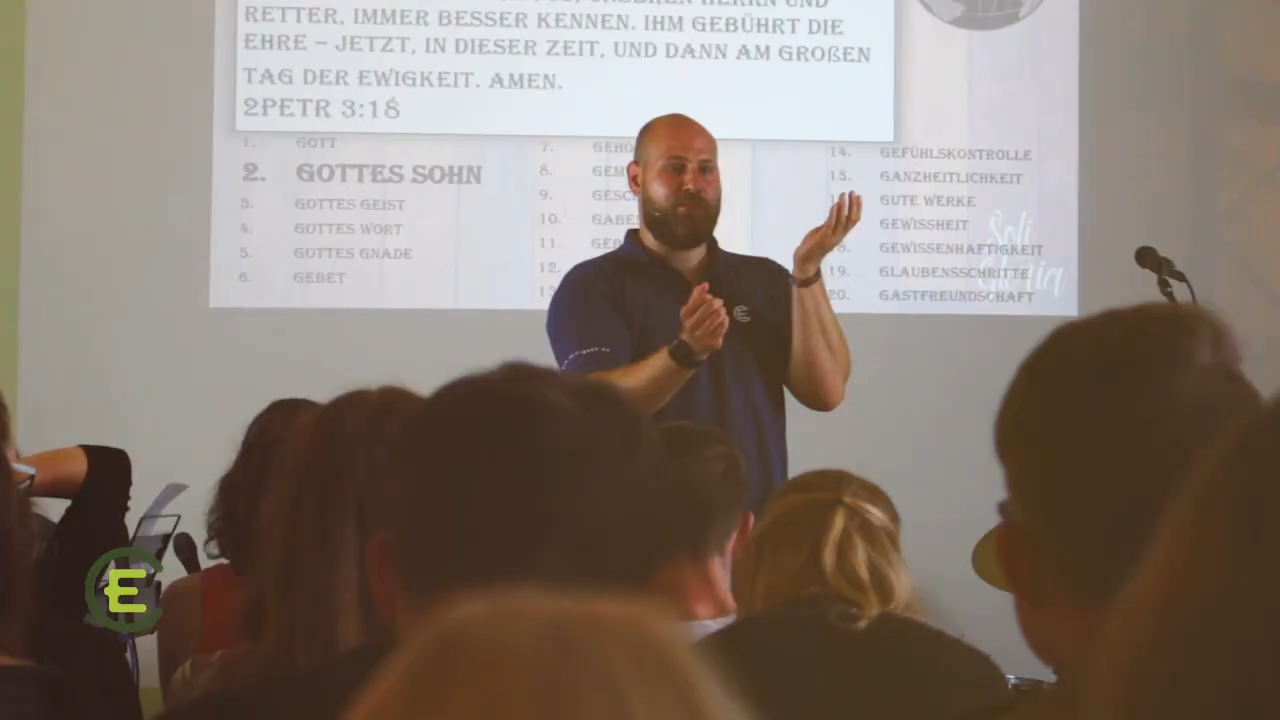 RETTER, IMMER BESSER KENNEN. IHM GEBÜHRT DIE
EHRE – JETZT, IN DIESER ZEIT, UND DANN AM GROßEN
TAG DER EWIGKEIT. AMEN.
2PETR 3:18
1. GOTT
2. GOTTES SOHN
3. GOTTES GEIST
4. GOTTES WORT
5. GOTTES GNADE
6. GEBET
7.
8.
9.
10.
11.
12.
14. GEFÜHLSKONTROLLE
15. GANZHEITLICHKEIT
GUTE WERKE
GEWISSHEIT
GEWISSENHAFTIGKEIT
19. GLAUBENSSCHRITTE
20. GASTFREUNDSCHAFT
Soli
E